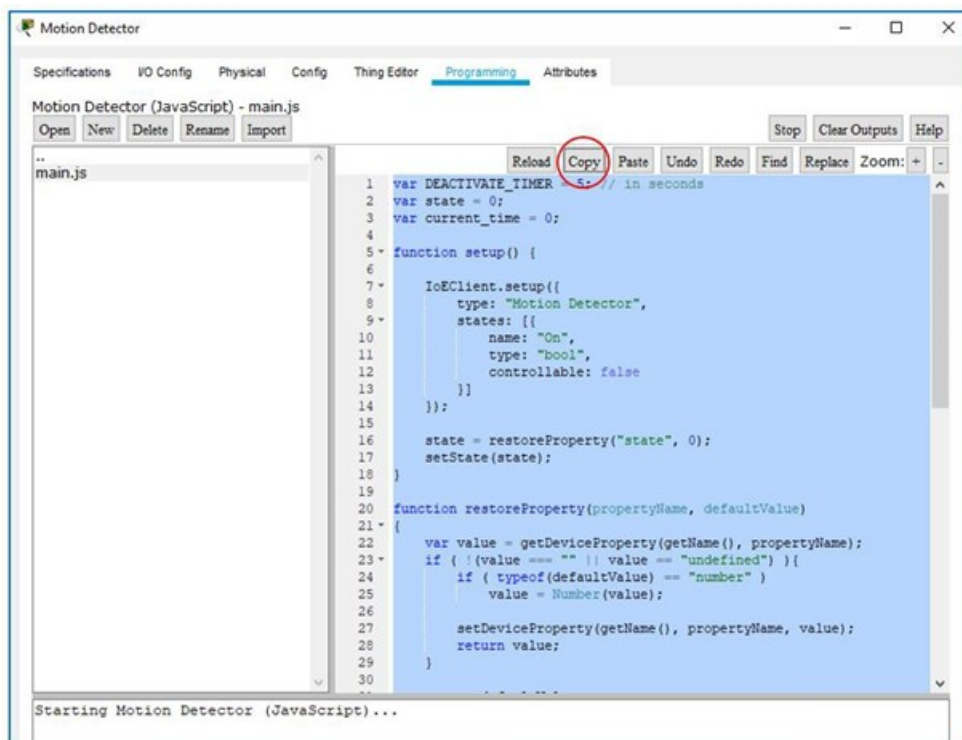 Motion Detector
Specifications I/O Config Physical Config Thing Editor Programming Attributes
Motion Detector (JavaScript) - main.js
Open New Delete Rename Import Stop Clear Outputs Help
..
main.js
Reload Copy Paste Undo Redo Find Replace Zoom: + -
1 var DEACTIVATE_TIMER = 5; // in seconds
2 var state = 0;
3 var current_time = 0;
4
5 function setup() {
6
7 IoEClient.setup({
8 type: "Motion Detector",
9 states: [{
10 name: "On",
11 type: "bool",
12 controllable: false
13 }]
14 });
15
16 state = restoreProperty("state", 0);
17 setState(state);
18 }
19
20 function restoreProperty(propertyName, defaultValue)
21 {
22 var value = getDeviceProperty(getName(), propertyName);
23 if ( !(value === "" || value == "undefined") ){
24 if ( typeof(defaultValue) == "number" )
25 value = Number(value);
26
27 setDeviceProperty(getName(), propertyName, value);
28 return value;
29 }
30
Starting Motion Detector (JavaScript)...